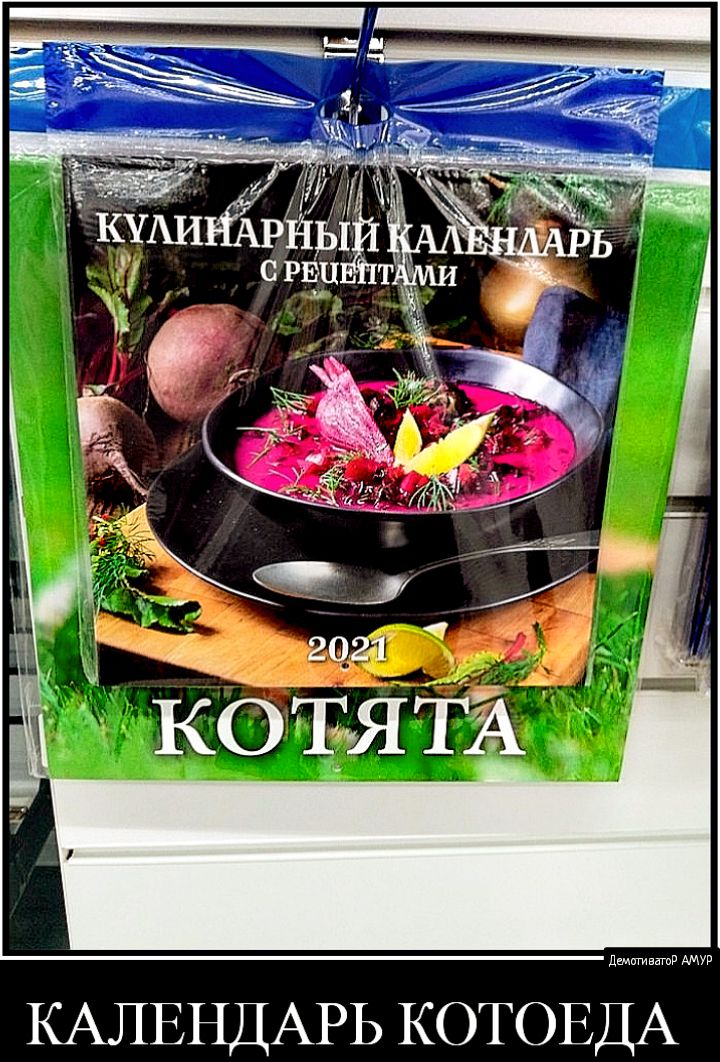 КУЛИНАРНЫЙ КАЛЕНДАРЬ
С РЕЦЕПТАМИ
2021
КОТЯТА
ДемотиватоР АМУР
КАЛЕНДАРЬ КОТОЕДА